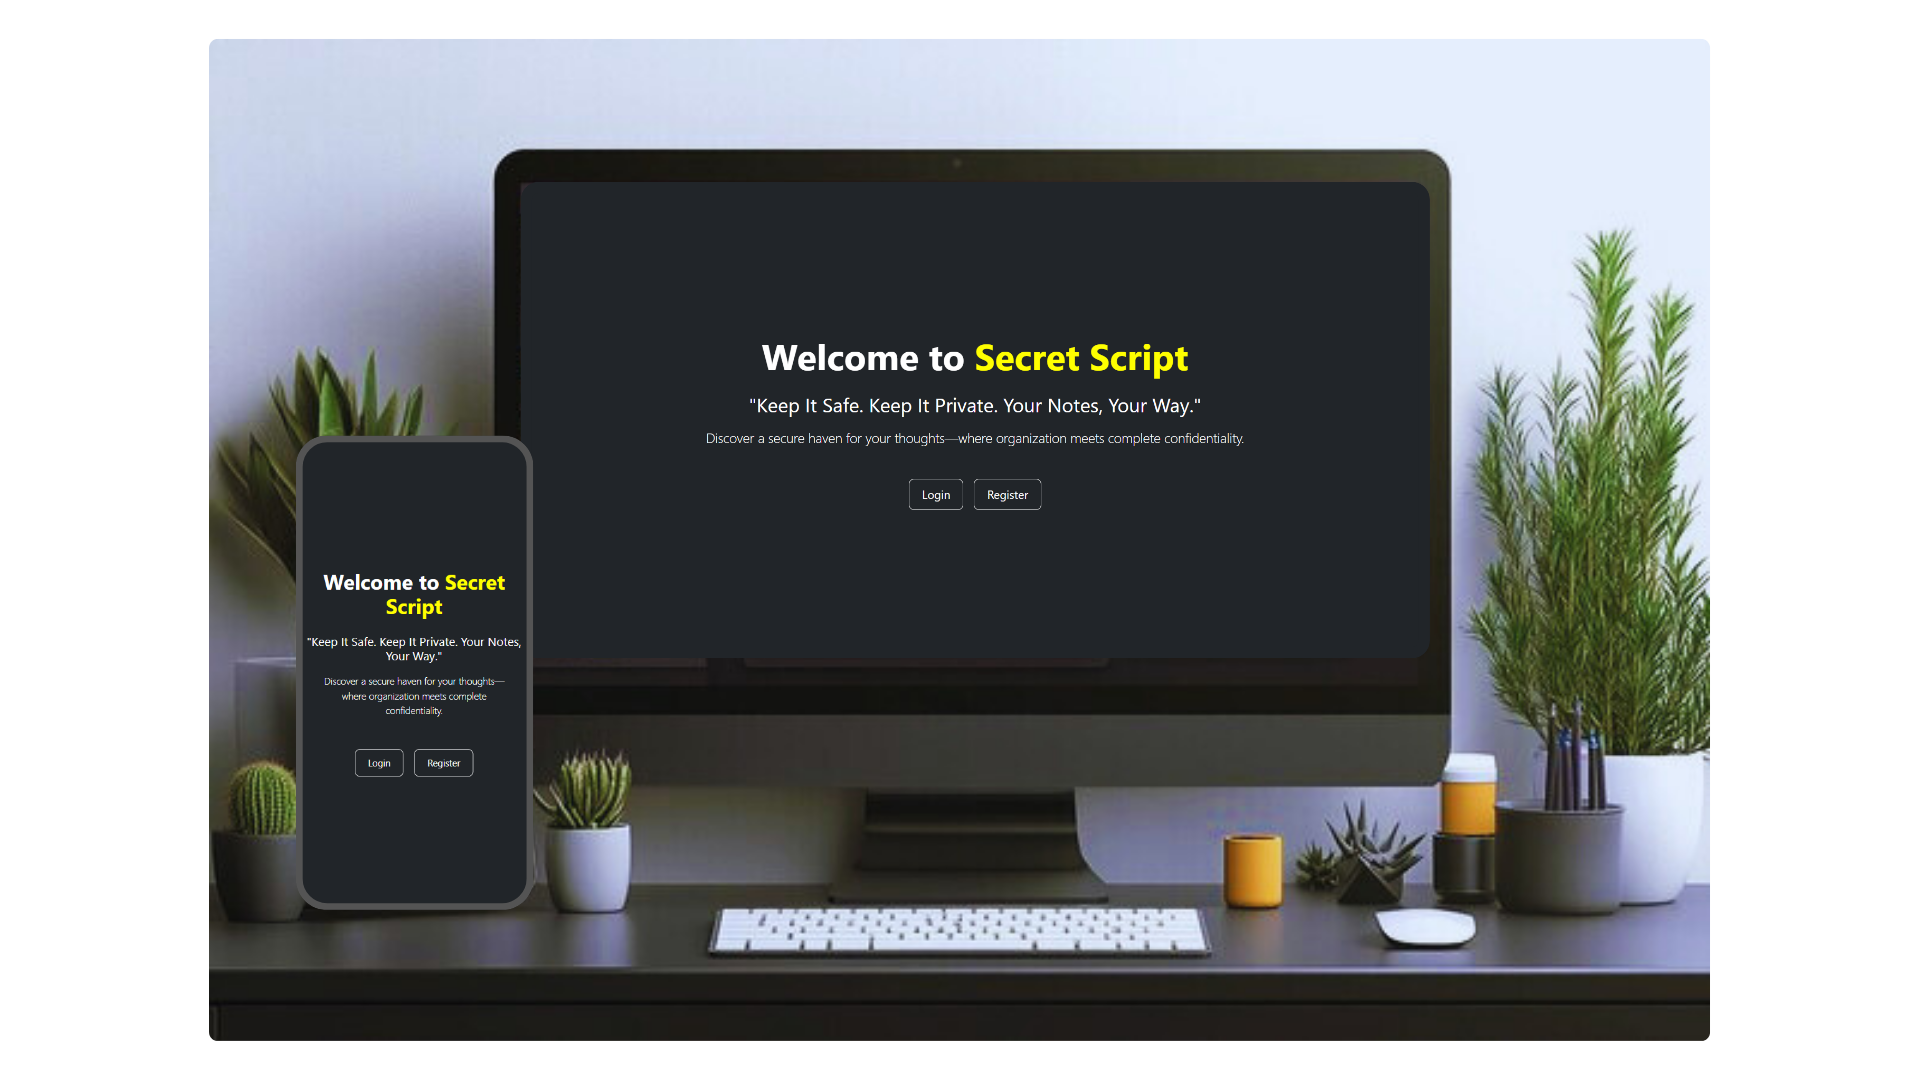 Welcome to Secret Script
"Keep It Safe. Keep It Private. Your Notes, Your Way."
Discover a secure haven for your thoughts—where organization meets complete confidentiality.
Login Register
Welcome to Secret
Script
"Keep It Safe. Keep It Private. Your Notes,
Your Way."
Discover a secure haven for your thoughts—
where organization meets complete
confidentiality.
Login Register